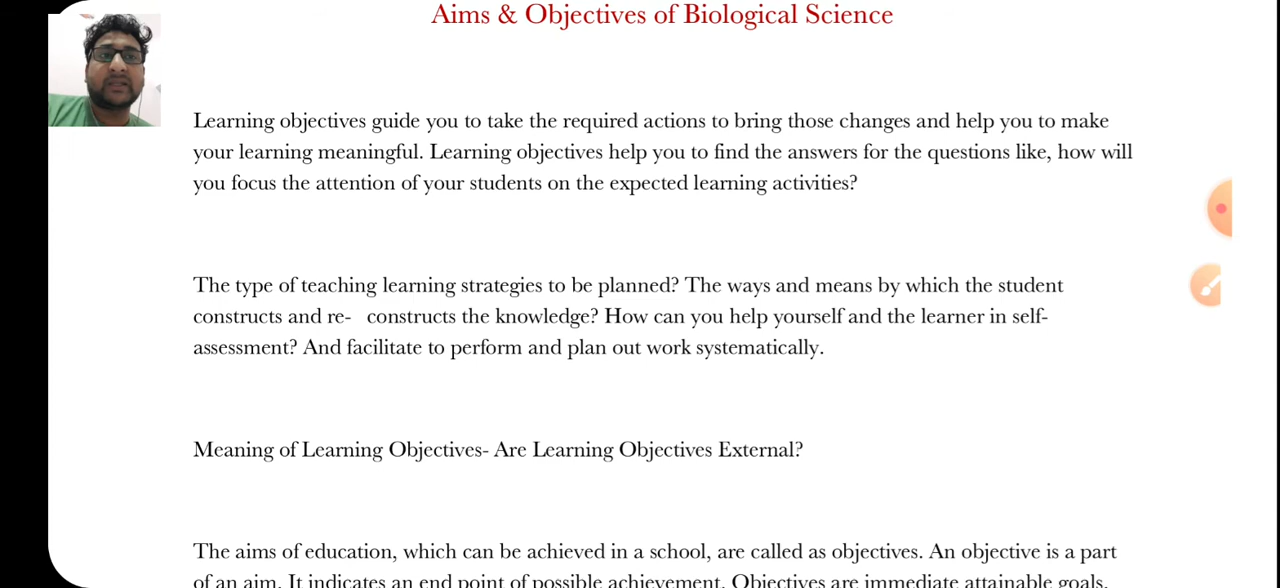 Aims & Objectives of Biological Science
Learning objectives guide you to take the required actions to bring those changes and help you to make
your learning meaningful. Learning objectives help you to find the answers for the questions like, how will
you focus the attention of your students on the expected learning activities?
The type of teaching learning strategies to be planned? The ways and means by which the student
constructs and re- constructs the knowledge? How can you help yourself and the learner in self-
assessment? And facilitate to perform and plan out work systematically.
Meaning of Learning Objectives- Are Learning Objectives External?
The aims of education, which can be achieved in a school, are called as objectives. An objective is a part
of an aim. It indicates an end point of possible achievement. Objectives are immediate attainable goals.